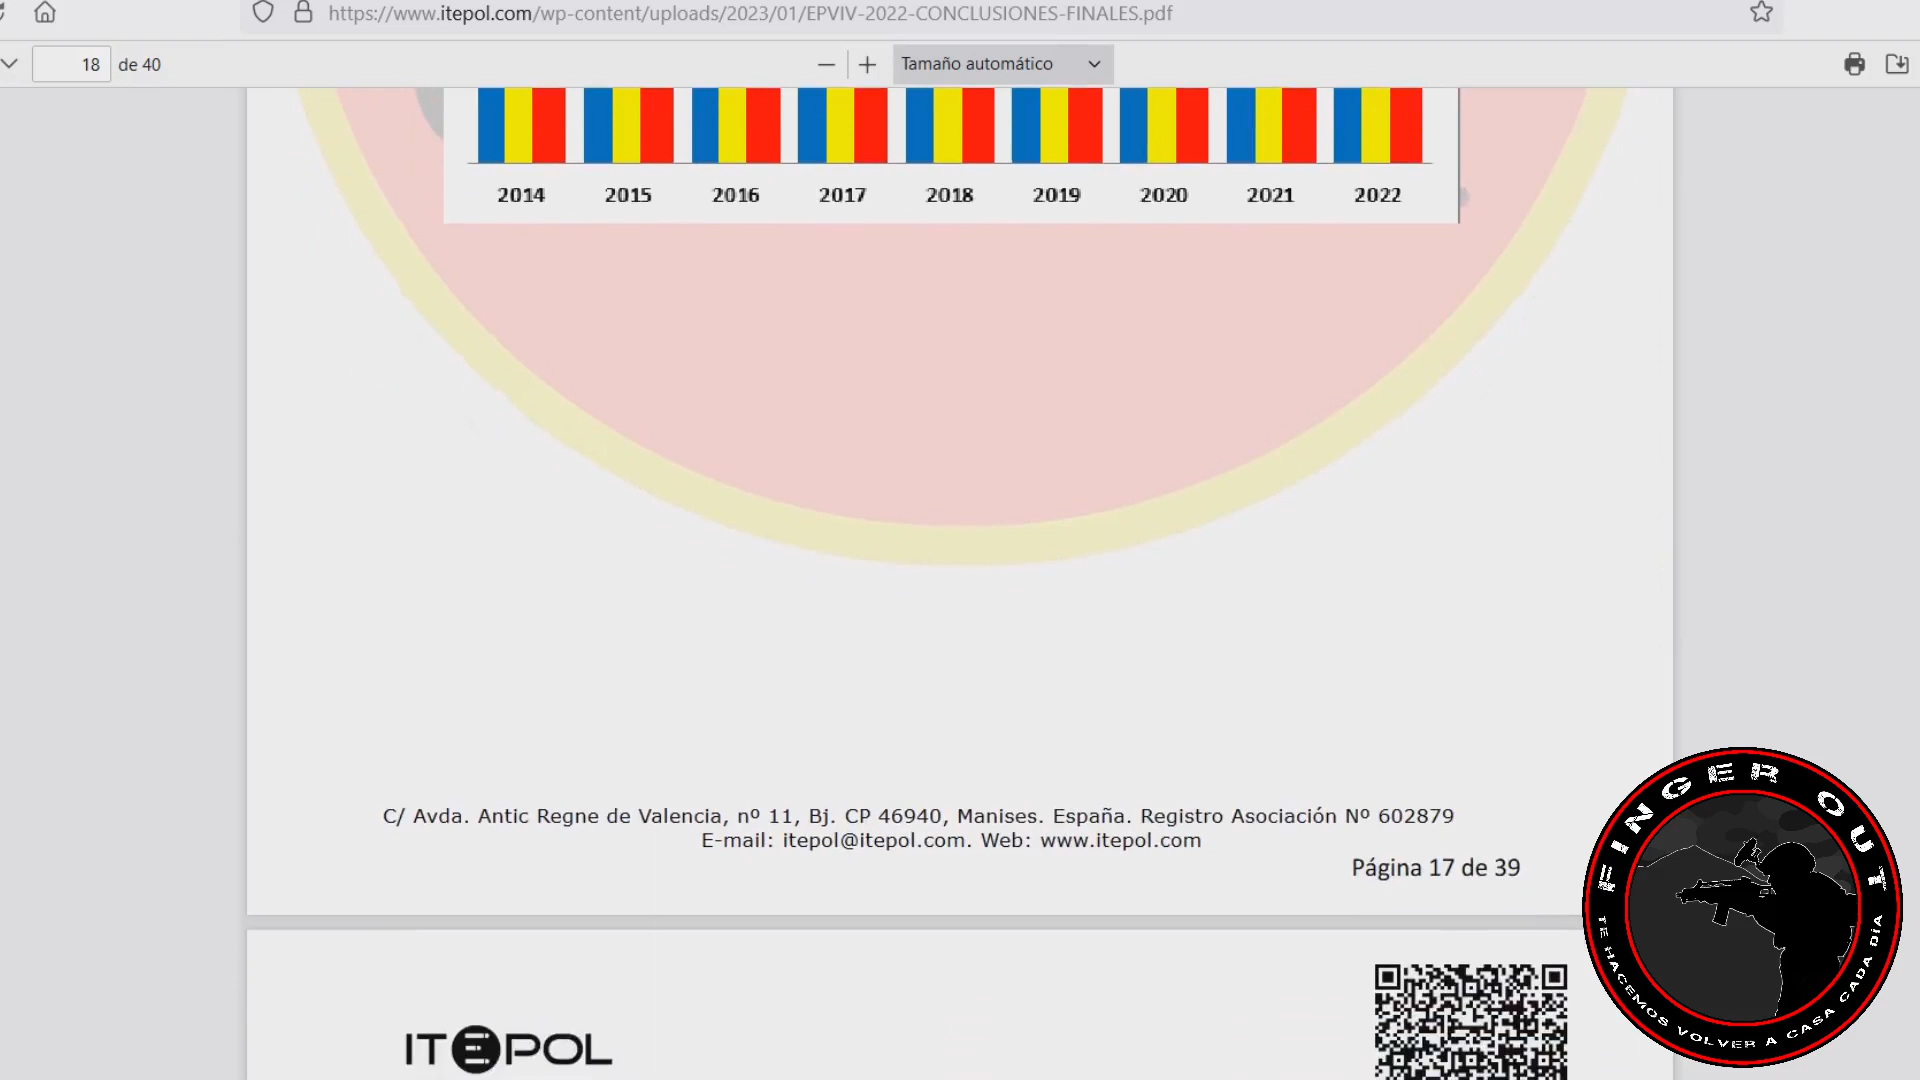 https://www.itepol.com/wp-content/uploads/2023/01/EPVIV-2022-CONCLUSIONES-FINALES.pdf
18 de 40
Tamaño automático
2014 2015 2016 2017 2018 2019 2020 2021 2022
C/ Avda. Antic Regne de Valencia, nº 11, Bj. CP 46940, Manises. España. Registro Asociación Nº 602879
E-mail: itepol@itepol.com. Web: www.itepol.com
Página 17 de 39
ITEPOL
FINGER OUT
TE HACEMOS VOLVER A CASA CADA DÍA